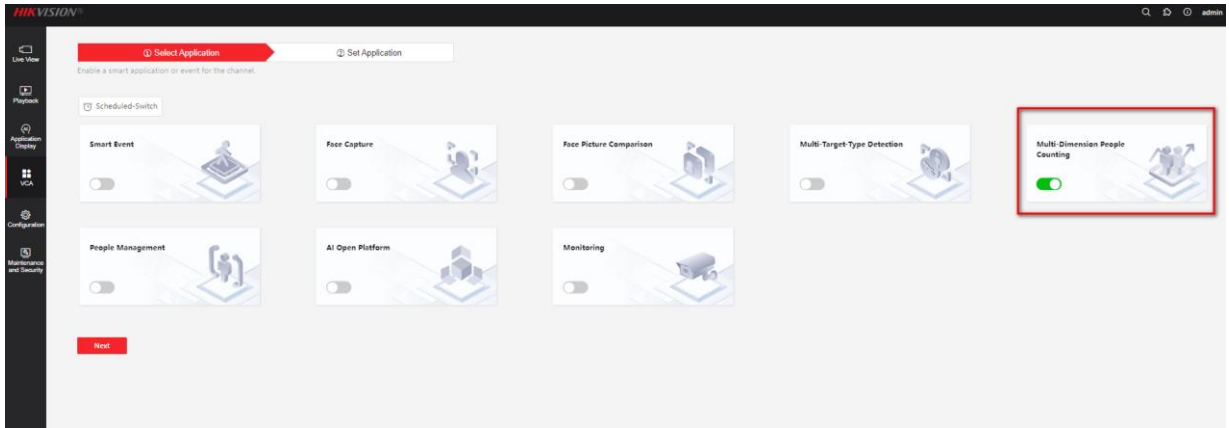 HIKVISION®
admin
Live View
Playback
Application
Display
VCA
Configuration
Maintenance
and Security
① Select Application
② Set Application
Enable a smart application or event for the channel.
Scheduled-Switch
Smart Event
Face Capture
Face Picture Comparison
Multi-Target-Type Detection
Multi-Dimension People
Counting
People Management
AI Open Platform
Monitoring
Next